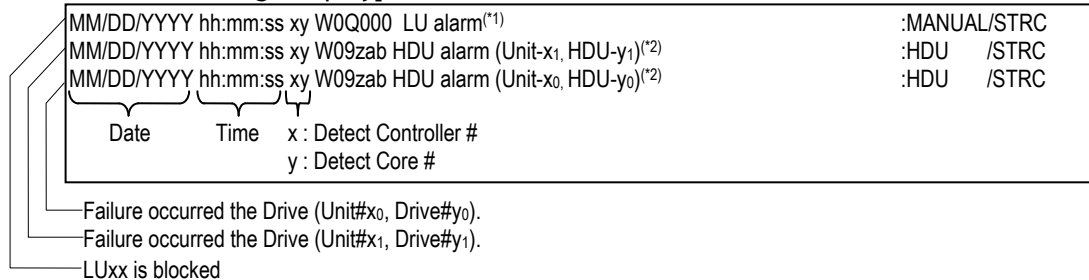 MM/DD/YYYY hh:mm:ss xy W0Q000 LU alarm(*1) :MANUAL/STRC
MM/DD/YYYY hh:mm:ss xy W09zab HDU alarm (Unit-x1, HDU-y1)(*2) :HDU /STRC
MM/DD/YYYY hh:mm:ss xy W09zab HDU alarm (Unit-x0, HDU-y0)(*2) :HDU /STRC
Date Time x : Detect Controller #
y : Detect Core #
Failure occurred the Drive (Unit#x0, Drive#y0).
Failure occurred the Drive (Unit#x1, Drive#y1).
LUxx is blocked